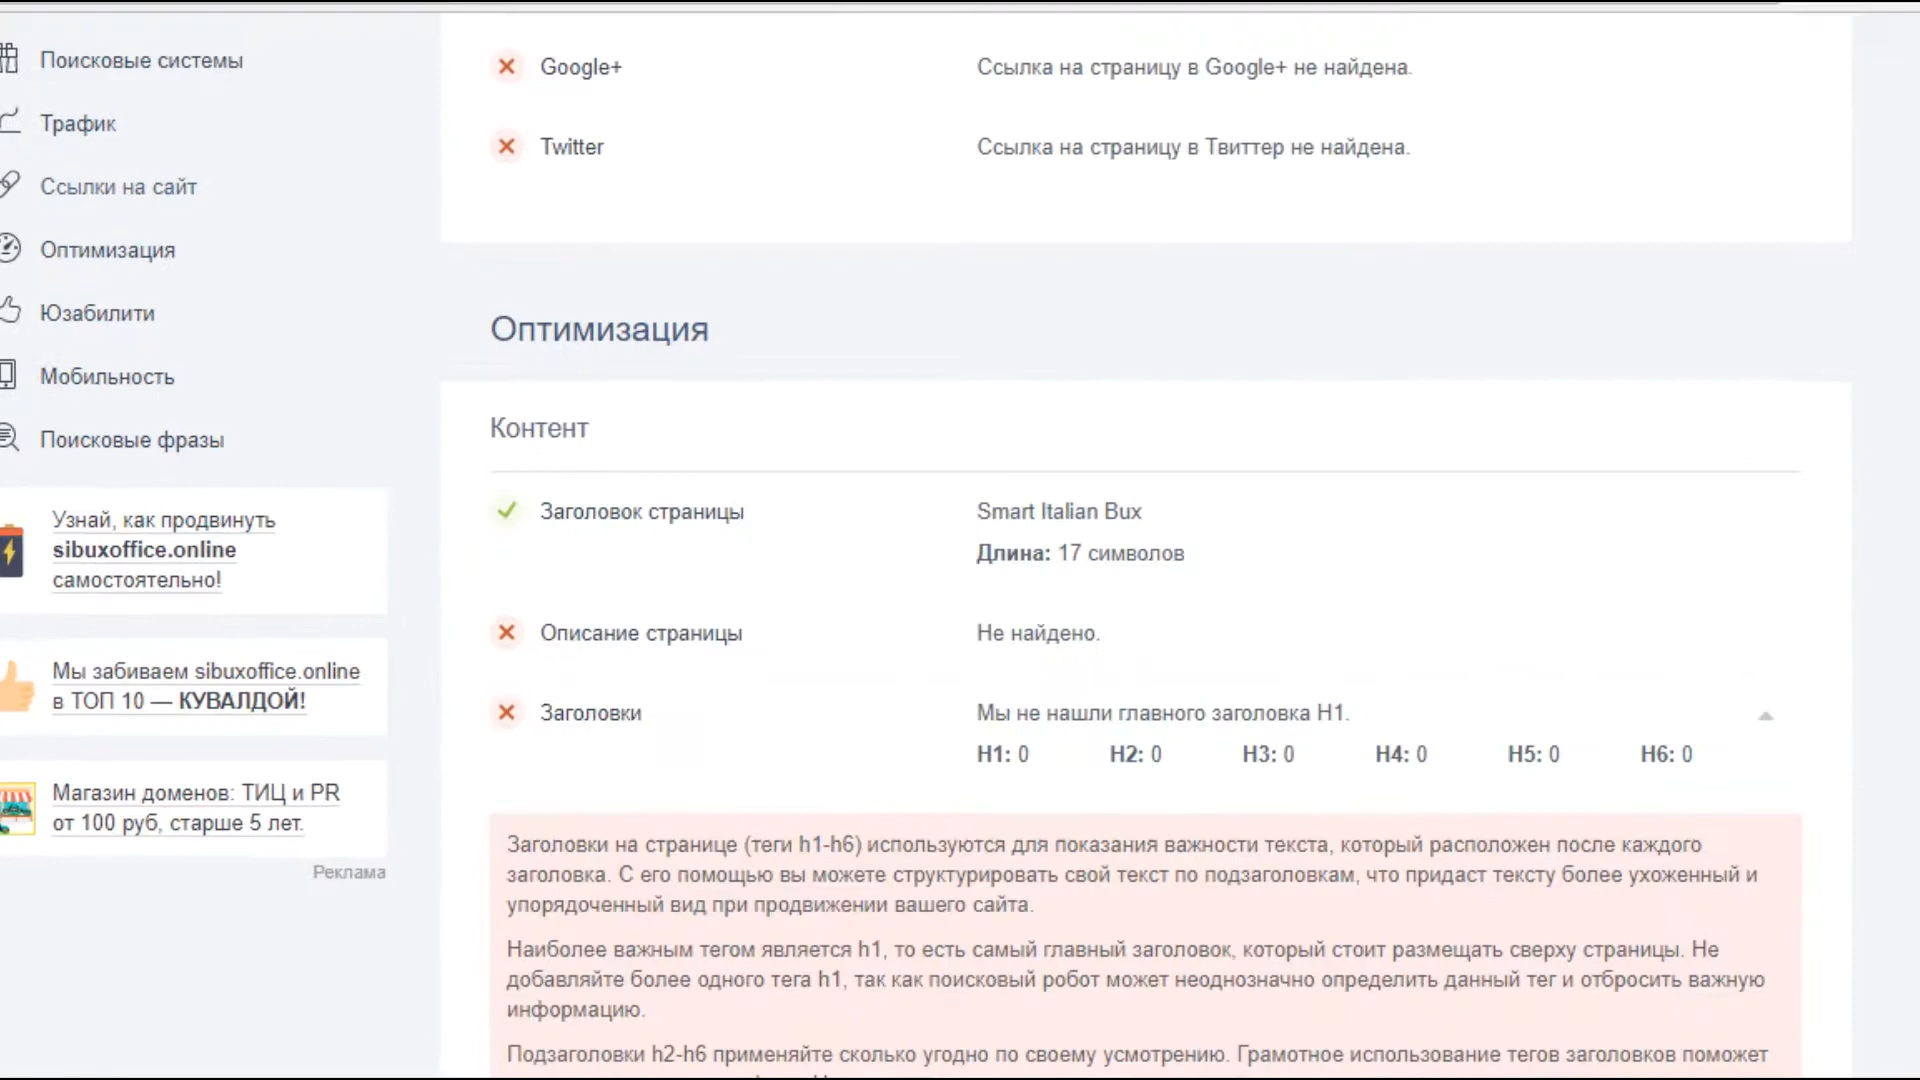 Поисковые системы
Трафик
Ссылки на сайт
Оптимизация
Юзабилити
Мобильность
Поисковые фразы
Узнай, как продвинуть
sibuxoffice.online
самостоятельно!
Мы забиваем sibuxoffice.online
в ТОП 10 — КУВАЛДОЙ!
Магазин доменов: ТИЦ и PR
от 100 руб, старше 5 лет.
Реклама
Google+ Ссылка на страницу в Google+ не найдена.
Twitter Ссылка на страницу в Твиттер не найдена.
Оптимизация
Контент
Заголовок страницы Smart Italian Bux
Длина: 17 символов
Описание страницы Не найдено.
Заголовки Мы не нашли главного заголовка H1.
H1: 0 H2: 0 H3: 0 H4: 0 H5: 0 H6: 0
Заголовки на странице (теги h1-h6) используются для показания важности текста, который расположен после каждого
заголовка. С его помощью вы можете структурировать свой текст по подзаголовкам, что придаст тексту более ухоженный и
упорядоченный вид при продвижении вашего сайта.
Наиболее важным тегом является h1, то есть самый главный заголовок, который стоит размещать сверху страницы. Не
добавляйте более одного тега h1, так как поисковый робот может неоднозначно определить данный тег и отбросить важную
информацию.
Подзаголовки h2-h6 применяйте сколько угодно по своему усмотрению. Грамотное использование тегов заголовков поможет